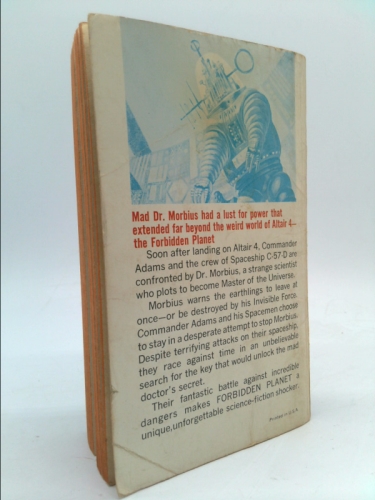 Mad Dr. Morbius had a lust for power that
extended far beyond the weird world of Altair 4—
the Forbidden Planet
Soon after landing on Altair 4, Commander
Adams and the crew of Spaceship C-57-D are
confronted by Dr. Morbius, a strange scientist
who plots to become Master of the Universe.
Morbius warns the earthlings to leave at
once—or be destroyed by his Invisible Force.
Commander Adams and his Spacemen choose
to stay in a desperate attempt to stop Morbius.
Despite terrifying attacks on their spaceship,
they race against time in an unbelievable
search for the key that would unlock the mad
doctor's secret.
Their fantastic battle against incredible
dangers makes FORBIDDEN PLANET a
unique, unforgettable science-fiction shocker.
Printed in U.S.A.